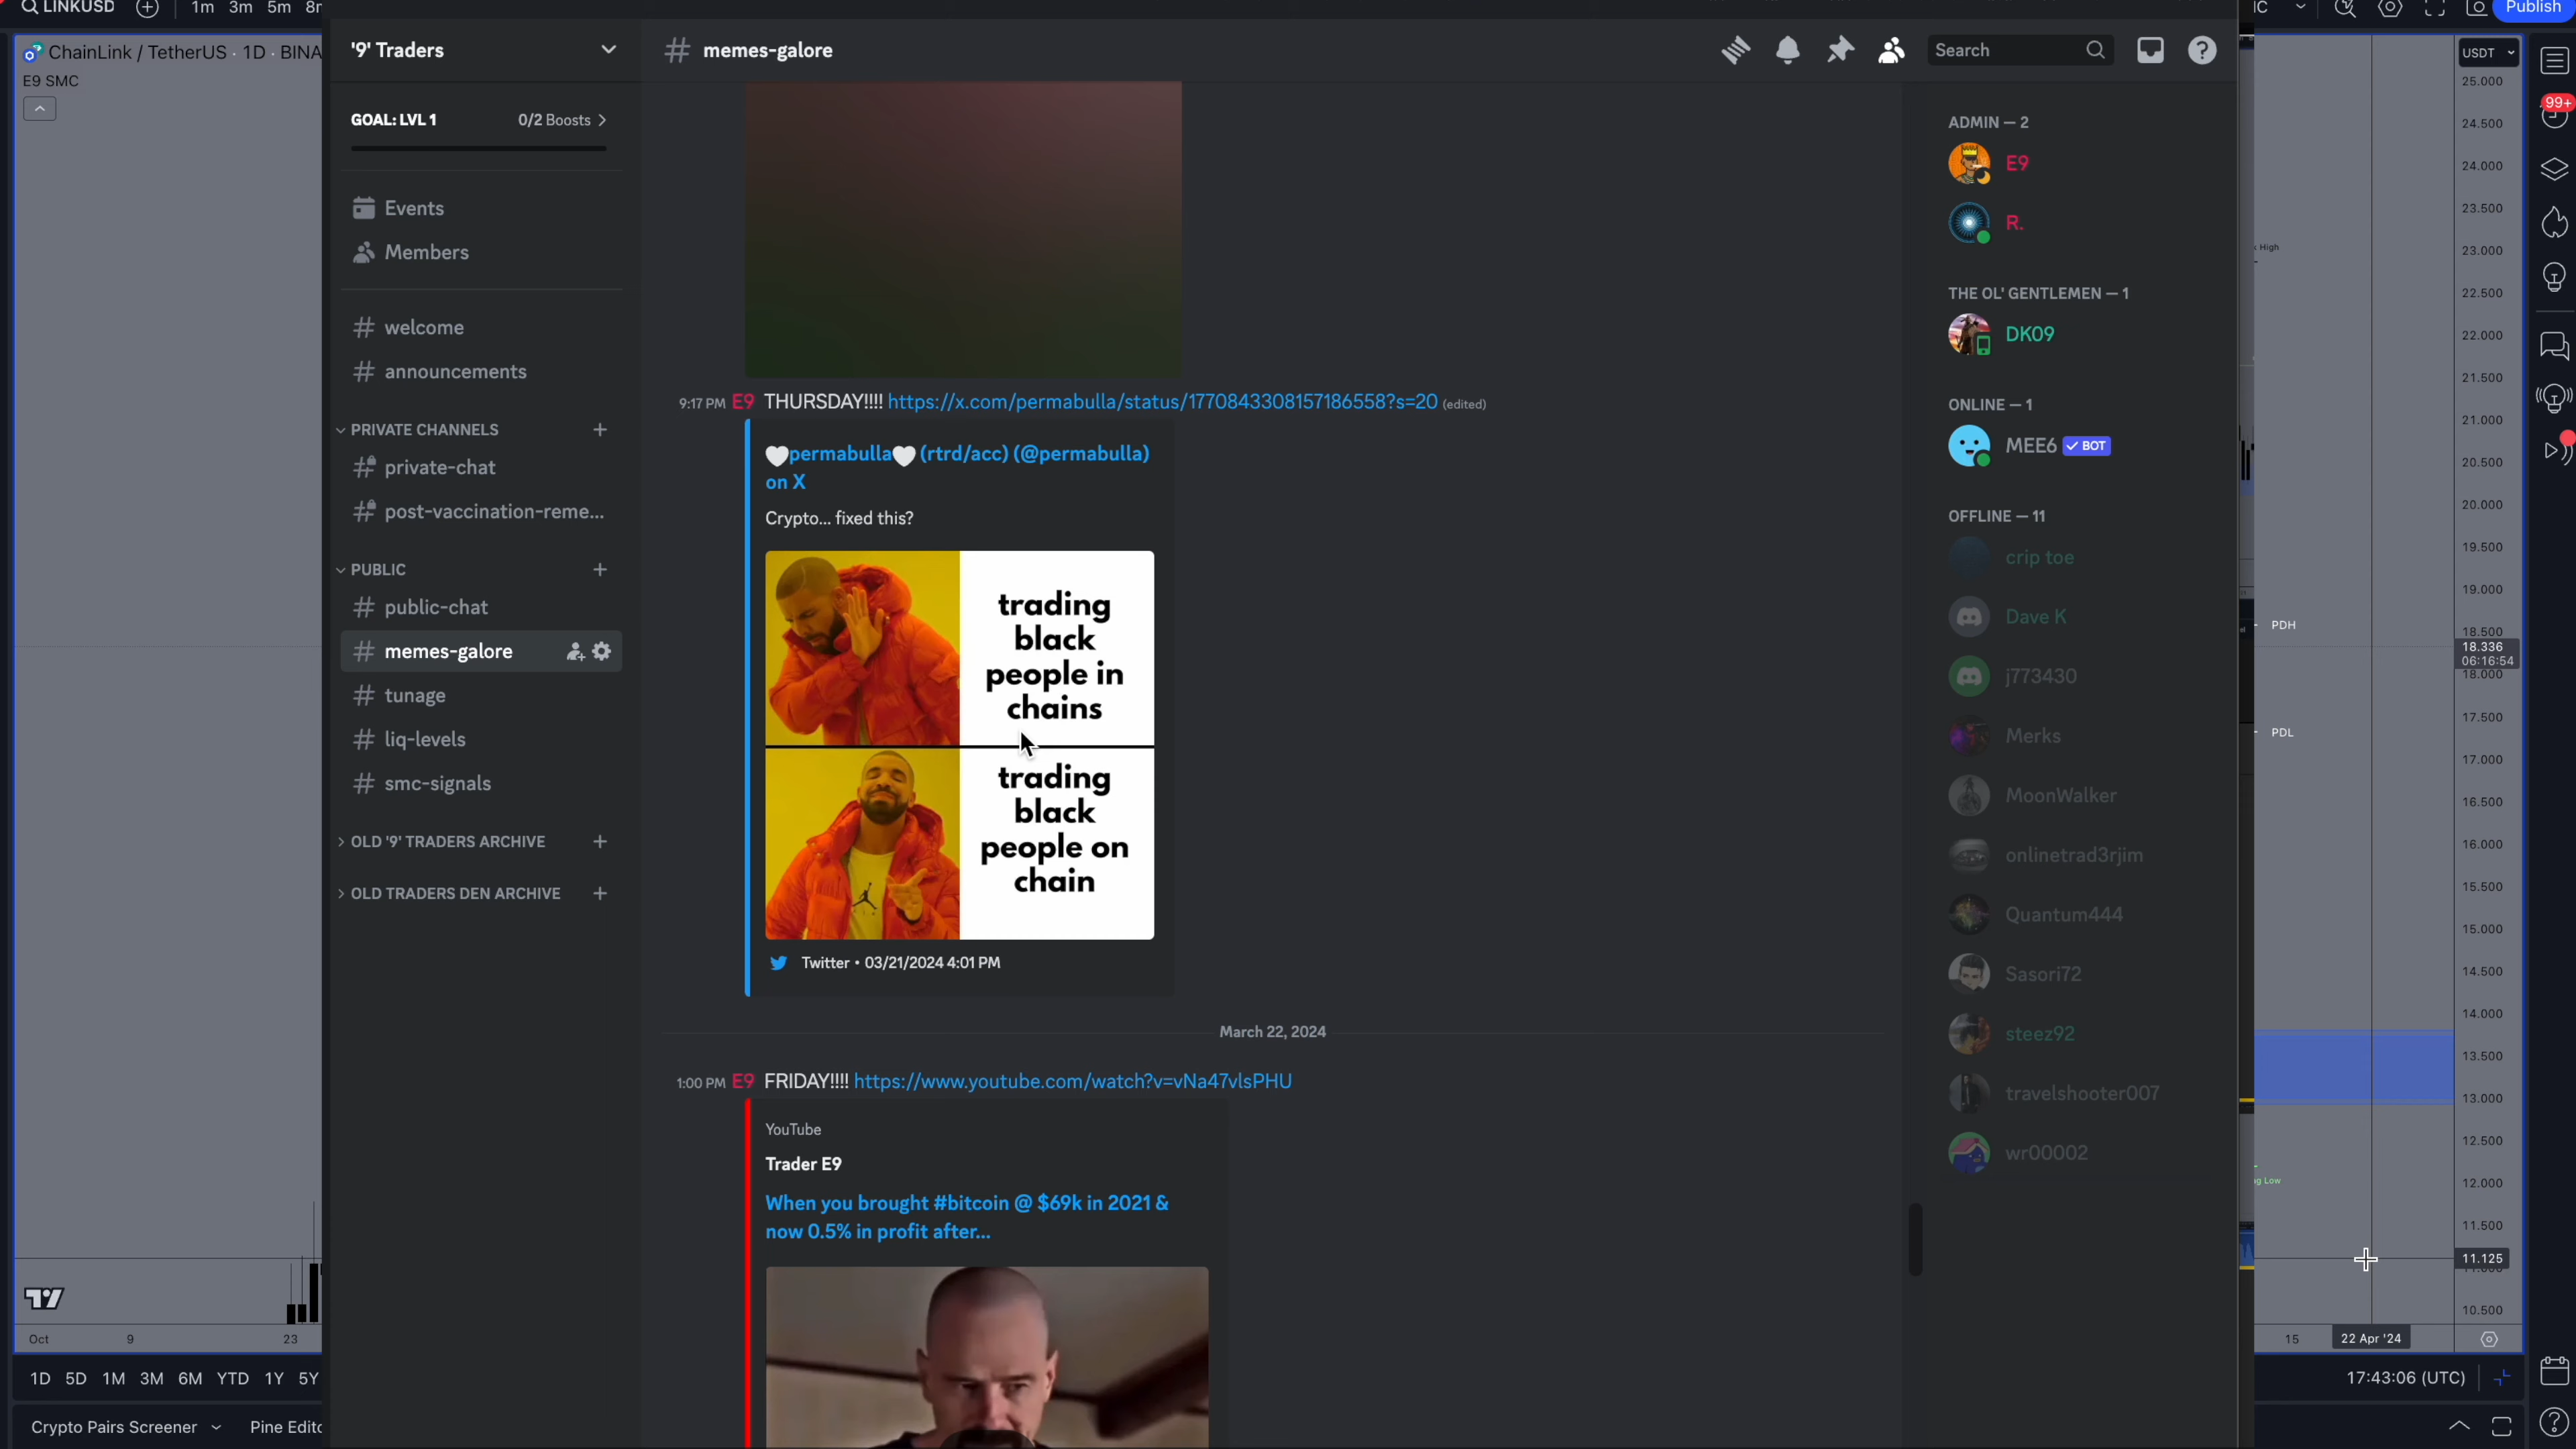 LINKUSD
1m 3m 5m
Publish
ChainLink / TetherUS · 1D · BINA
E9 SMC
'9' Traders
GOAL: LVL 1
0/2 Boosts
Events
Members
welcome
announcements
PRIVATE CHANNELS
private-chat
post-vaccination-reme...
PUBLIC
public-chat
memes-galore
tunage
liq-levels
smc-signals
OLD '9' TRADERS ARCHIVE
OLD TRADERS DEN ARCHIVE
memes-galore
Search
9:17 PM E9 THURSDAY!!!! https://x.com/permabulla/status/1770843308157186558?s=20 (edited)
🤍permabulla🤍 (rtrd/acc) (@permabulla)
on X
Crypto... fixed this?
trading
black
people in
chains
trading
black
people on
chain
Twitter • 03/21/2024 4:01 PM
March 22, 2024
1:00 PM E9 FRIDAY!!!! https://www.youtube.com/watch?v=vNa47vlsPHU
YouTube
Trader E9
When you brought #bitcoin @ $69k in 2021 &
now 0.5% in profit after...
ADMIN — 2
E9
R.
THE OL' GENTLEMEN — 1
DK09
ONLINE — 1
MEE6 BOT
OFFLINE — 11
crip toe
Dave K
j773430
Merks
MoonWalker
onlinetrad3rjim
Quantum444
Sasori72
steez92
travelshooter007
wr00002
High
PDH
PDL
Low
USDT
25.000
24.500
24.000
23.500
23.000
22.500
22.000
21.500
21.000
20.500
20.000
19.500
19.000
18.500
18.336
06:16:54
18.000
17.500
17.000
16.500
16.000
15.500
15.000
14.500
14.000
13.500
13.000
12.500
12.000
11.500
11.125
10.500
99+
Oct 9 23
15 22 Apr '24
1D 5D 1M 3M 6M YTD 1Y 5Y
17:43:06 (UTC)
Crypto Pairs Screener
Pine Edito